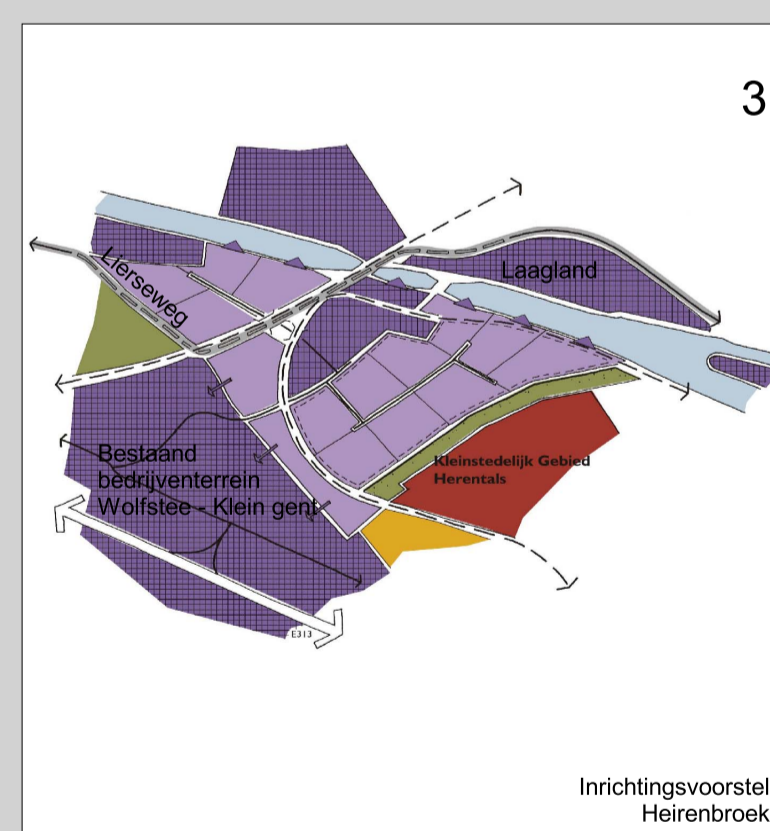 3
Laagland
Lierseweg
Bestaand
bedrijventerrein
Wolfstee - Klein gent
Kleinstedelijk Gebied
Herentals
E313
Inrichtingsvoorstel
Heirenbroek